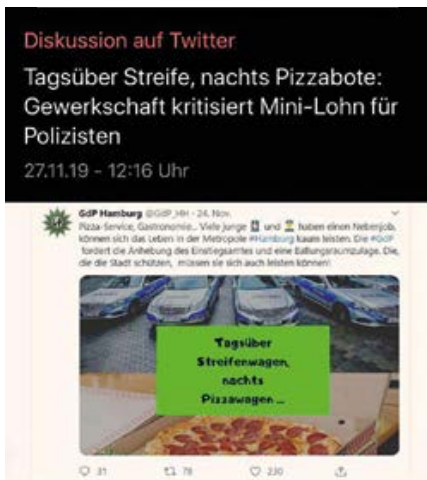 Diskussion auf Twitter
Tagsüber Streife, nachts Pizzabote:
Gewerkschaft kritisiert Mini-Lohn für
Polizisten
27.11.19 – 12:16 Uhr
GdP Hamburg @GdP_HH · 24. Nov.
Pizza-Service, Gastronomie... Viele junge und haben einen Nebenjob,
können sich das Leben in der Metropole #Hamburg kaum leisten. Die #GdP
fordert die Anhebung des Einstiegsamtes und eine Ballungsraumzulage. Die,
die die Stadt schützen, müssen sie sich auch leisten können!
Tagsüber
Streifenwagen,
nachts
Pizzawagen ...
31 78 230